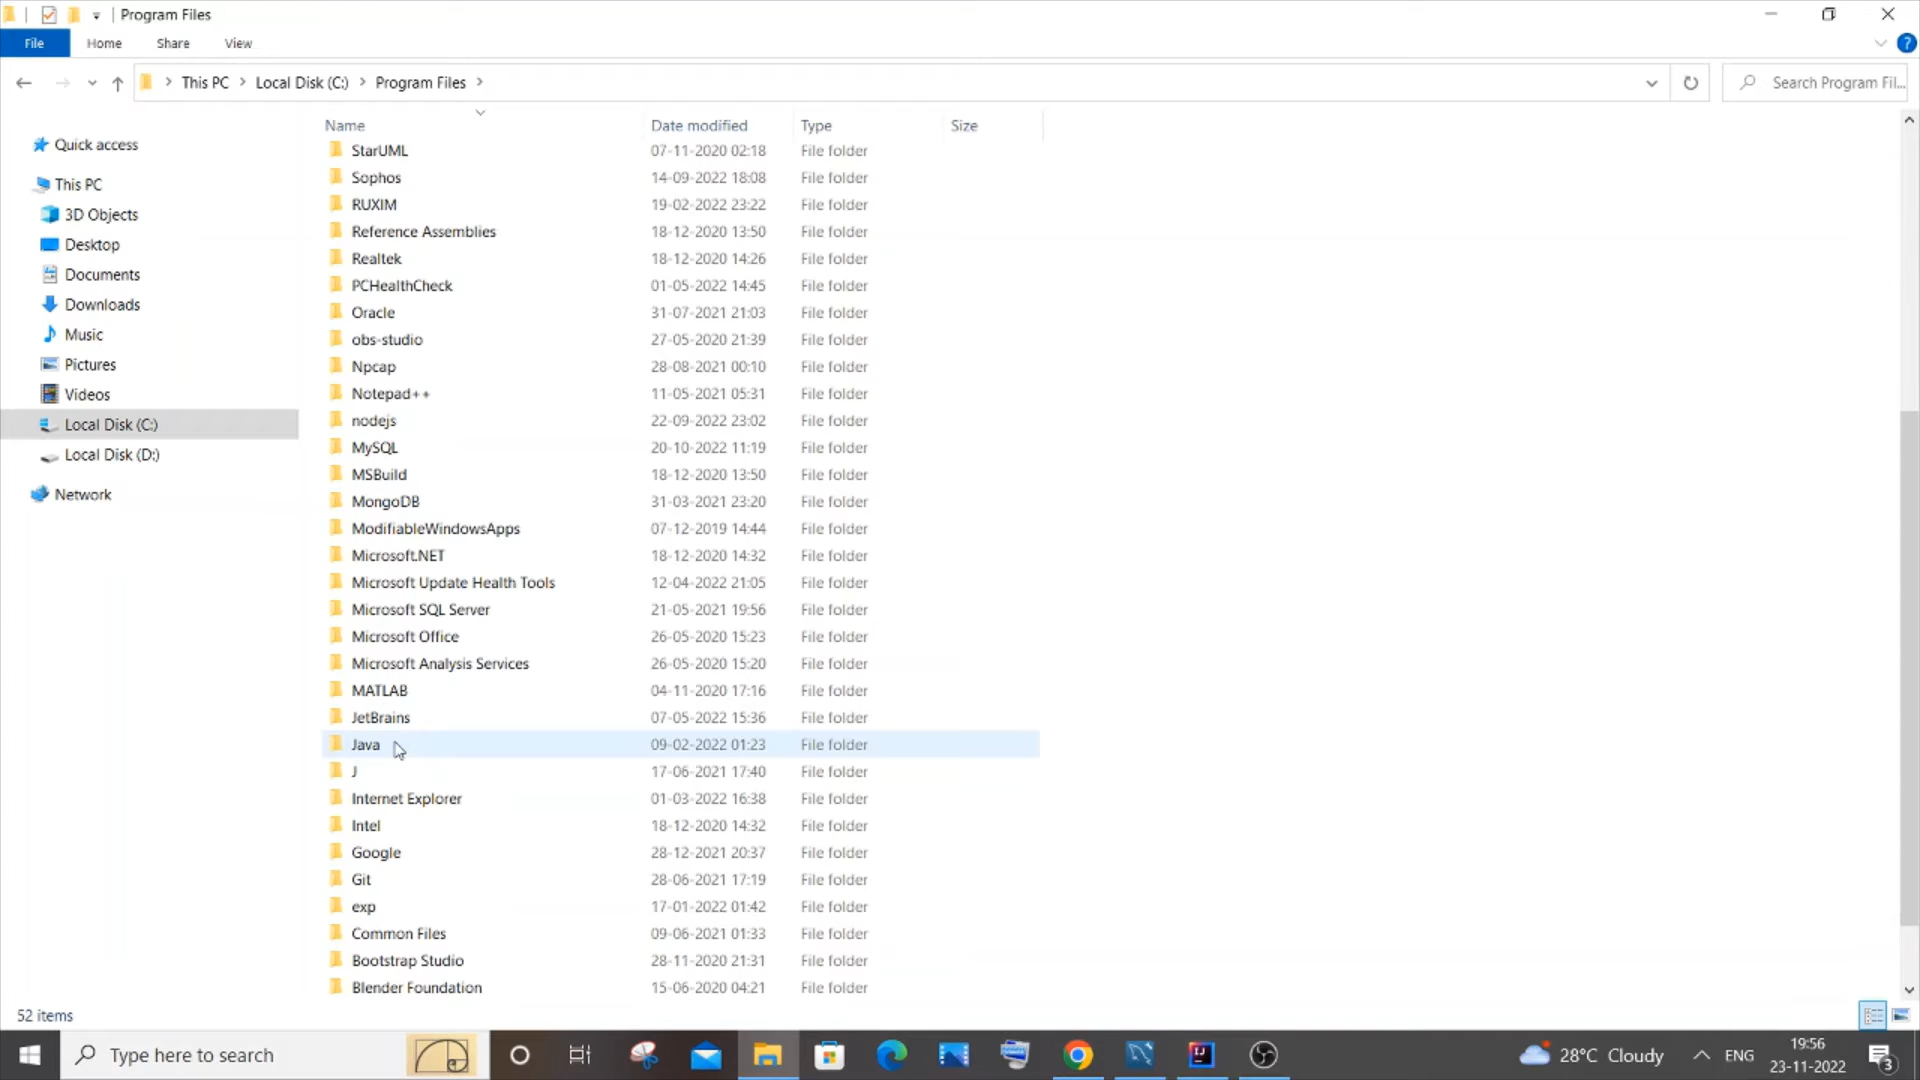 Program Files
File Home Share View
This PC Local Disk (C:) Program Files
Search Program Fil...
Name Date modified Type Size
Quick access
This PC
3D Objects
Desktop
Documents
Downloads
Music
Pictures
Videos
Local Disk (C:)
Local Disk (D:)
Network
StarUML 07-11-2020 02:18 File folder
Sophos 14-09-2022 18:08 File folder
RUXIM 19-02-2022 23:22 File folder
Reference Assemblies 18-12-2020 13:50 File folder
Realtek 18-12-2020 14:26 File folder
PCHealthCheck 01-05-2022 14:45 File folder
Oracle 31-07-2021 21:03 File folder
obs-studio 27-05-2020 21:39 File folder
Npcap 28-08-2021 00:10 File folder
Notepad++ 11-05-2021 05:31 File folder
nodejs 22-09-2022 23:02 File folder
MySQL 20-10-2022 11:19 File folder
MSBuild 18-12-2020 13:50 File folder
MongoDB 31-03-2021 23:20 File folder
ModifiableWindowsApps 07-12-2019 14:44 File folder
Microsoft.NET 18-12-2020 14:32 File folder
Microsoft Update Health Tools 12-04-2022 21:05 File folder
Microsoft SQL Server 21-05-2021 19:56 File folder
Microsoft Office 26-05-2020 15:23 File folder
Microsoft Analysis Services 26-05-2020 15:20 File folder
MATLAB 04-11-2020 17:16 File folder
JetBrains 07-05-2022 15:36 File folder
Java 09-02-2022 01:23 File folder
J 17-06-2021 17:40 File folder
Internet Explorer 01-03-2022 16:38 File folder
Intel 18-12-2020 14:32 File folder
Google 28-12-2021 20:37 File folder
Git 28-06-2021 17:19 File folder
exp 17-01-2022 01:42 File folder
Common Files 09-06-2021 01:33 File folder
Bootstrap Studio 28-11-2020 21:31 File folder
Blender Foundation 15-06-2020 04:21 File folder
52 items
Type here to search
28°C Cloudy
ENG
19:56
23-11-2022
3